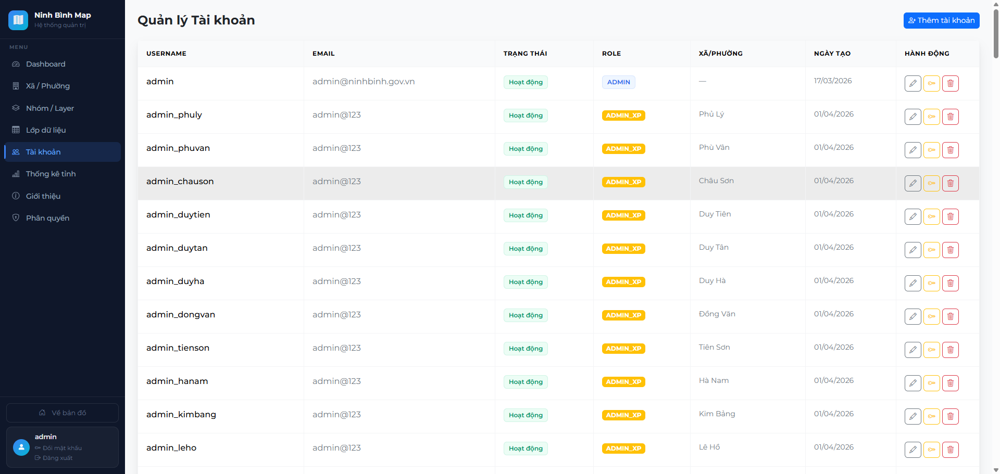 Ninh Bình Map
Hệ thống quản trị
MENU
Dashboard
Xã / Phường
Nhóm / Layer
Lớp dữ liệu
Tài khoản
Thống kê tỉnh
Giới thiệu
Phân quyền
Về bản đồ
admin
Đổi mật khẩu
Đăng xuất
Quản lý Tài khoản
Thêm tài khoản
USERNAME EMAIL TRẠNG THÁI ROLE XÃ/PHƯỜNG NGÀY TẠO HÀNH ĐỘNG
admin admin@ninhbinh.gov.vn Hoạt động ADMIN — 17/03/2026
admin_phuly admin@123 Hoạt động ADMIN_XP Phủ Lý 01/04/2026
admin_phuvan admin@123 Hoạt động ADMIN_XP Phù Vân 01/04/2026
admin_chauson admin@123 Hoạt động ADMIN_XP Châu Sơn 01/04/2026
admin_duytien admin@123 Hoạt động ADMIN_XP Duy Tiên 01/04/2026
admin_duytan admin@123 Hoạt động ADMIN_XP Duy Tân 01/04/2026
admin_duyha admin@123 Hoạt động ADMIN_XP Duy Hà 01/04/2026
admin_dongvan admin@123 Hoạt động ADMIN_XP Đồng Văn 01/04/2026
admin_tienson admin@123 Hoạt động ADMIN_XP Tiên Sơn 01/04/2026
admin_hanam admin@123 Hoạt động ADMIN_XP Hà Nam 01/04/2026
admin_kimbang admin@123 Hoạt động ADMIN_XP Kim Bảng 01/04/2026
admin_leho admin@123 Hoạt động ADMIN_XP Lê Hồ 01/04/2026